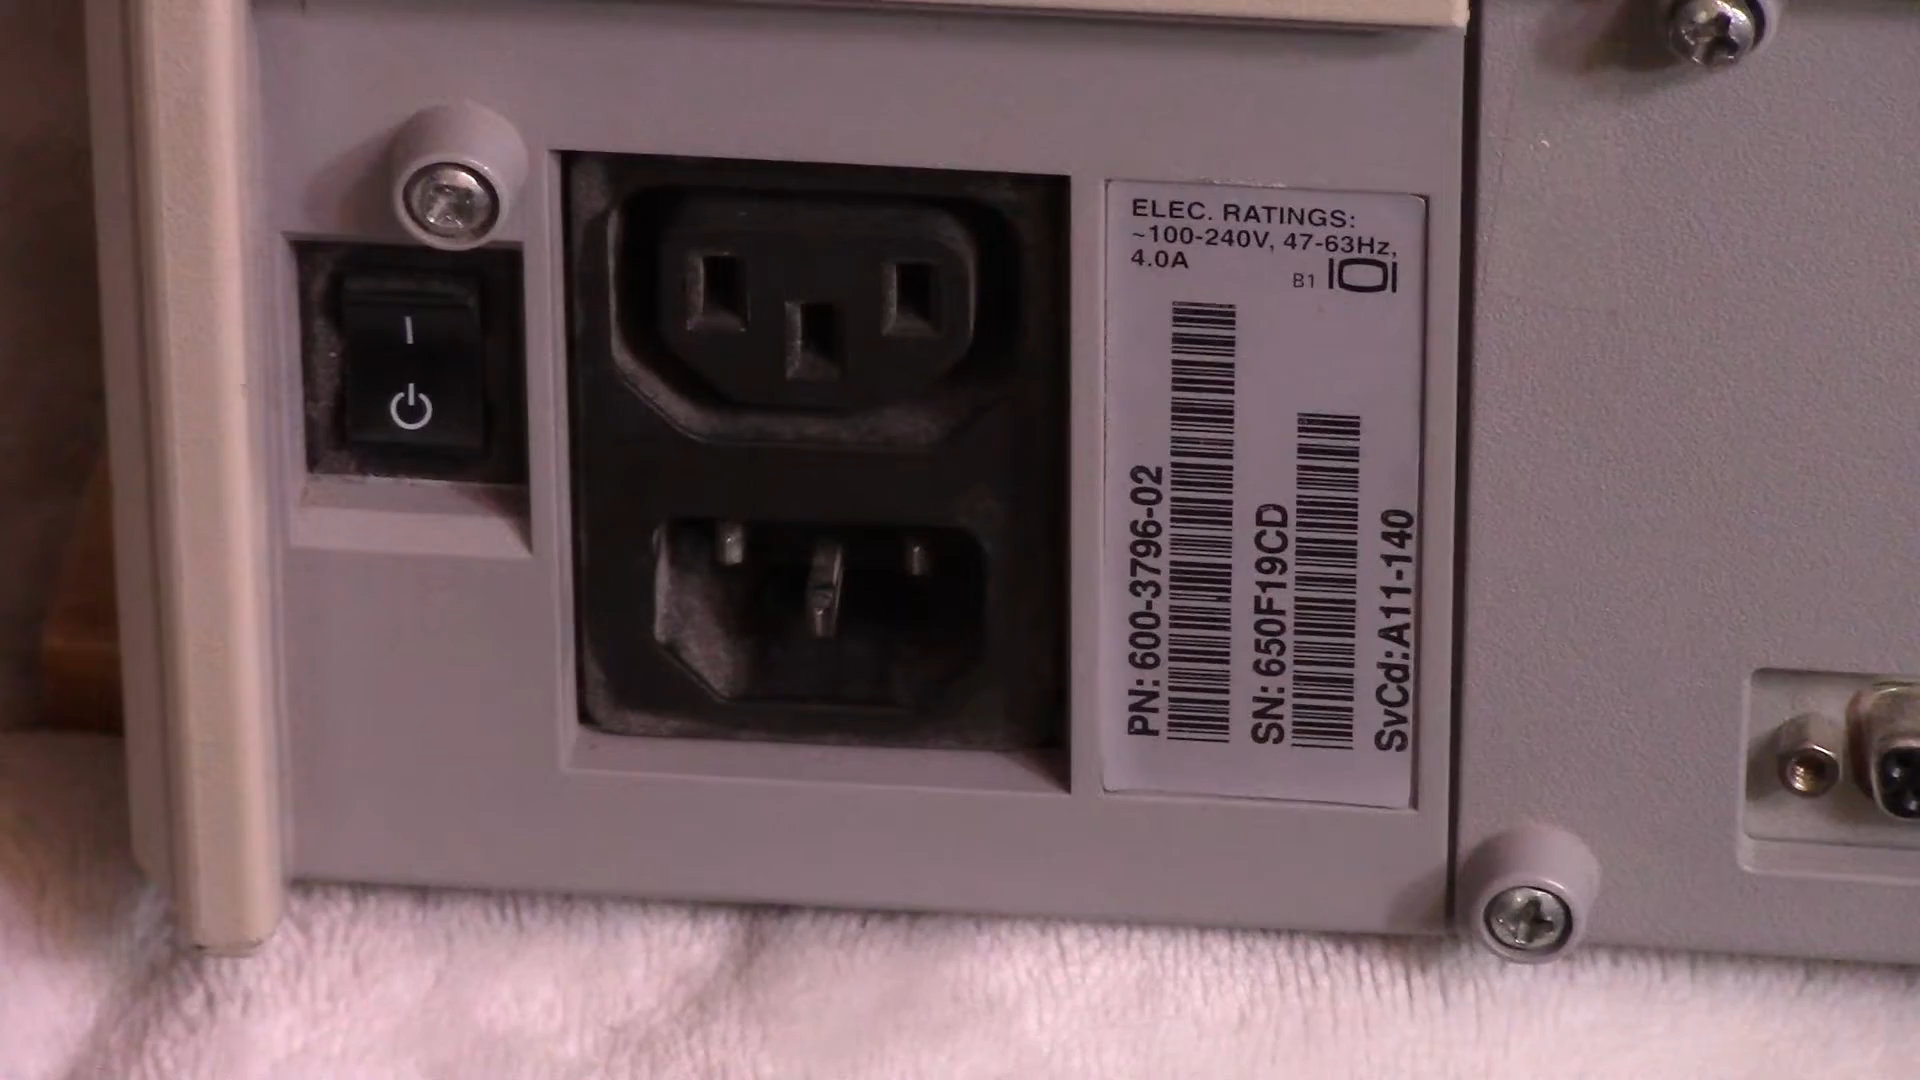 ELEC. RATINGS:
~100-240V, 47-63Hz,
4.0A
B1
PN: 600-3796-02
SN: 650F19CD
SvCd:A11-140